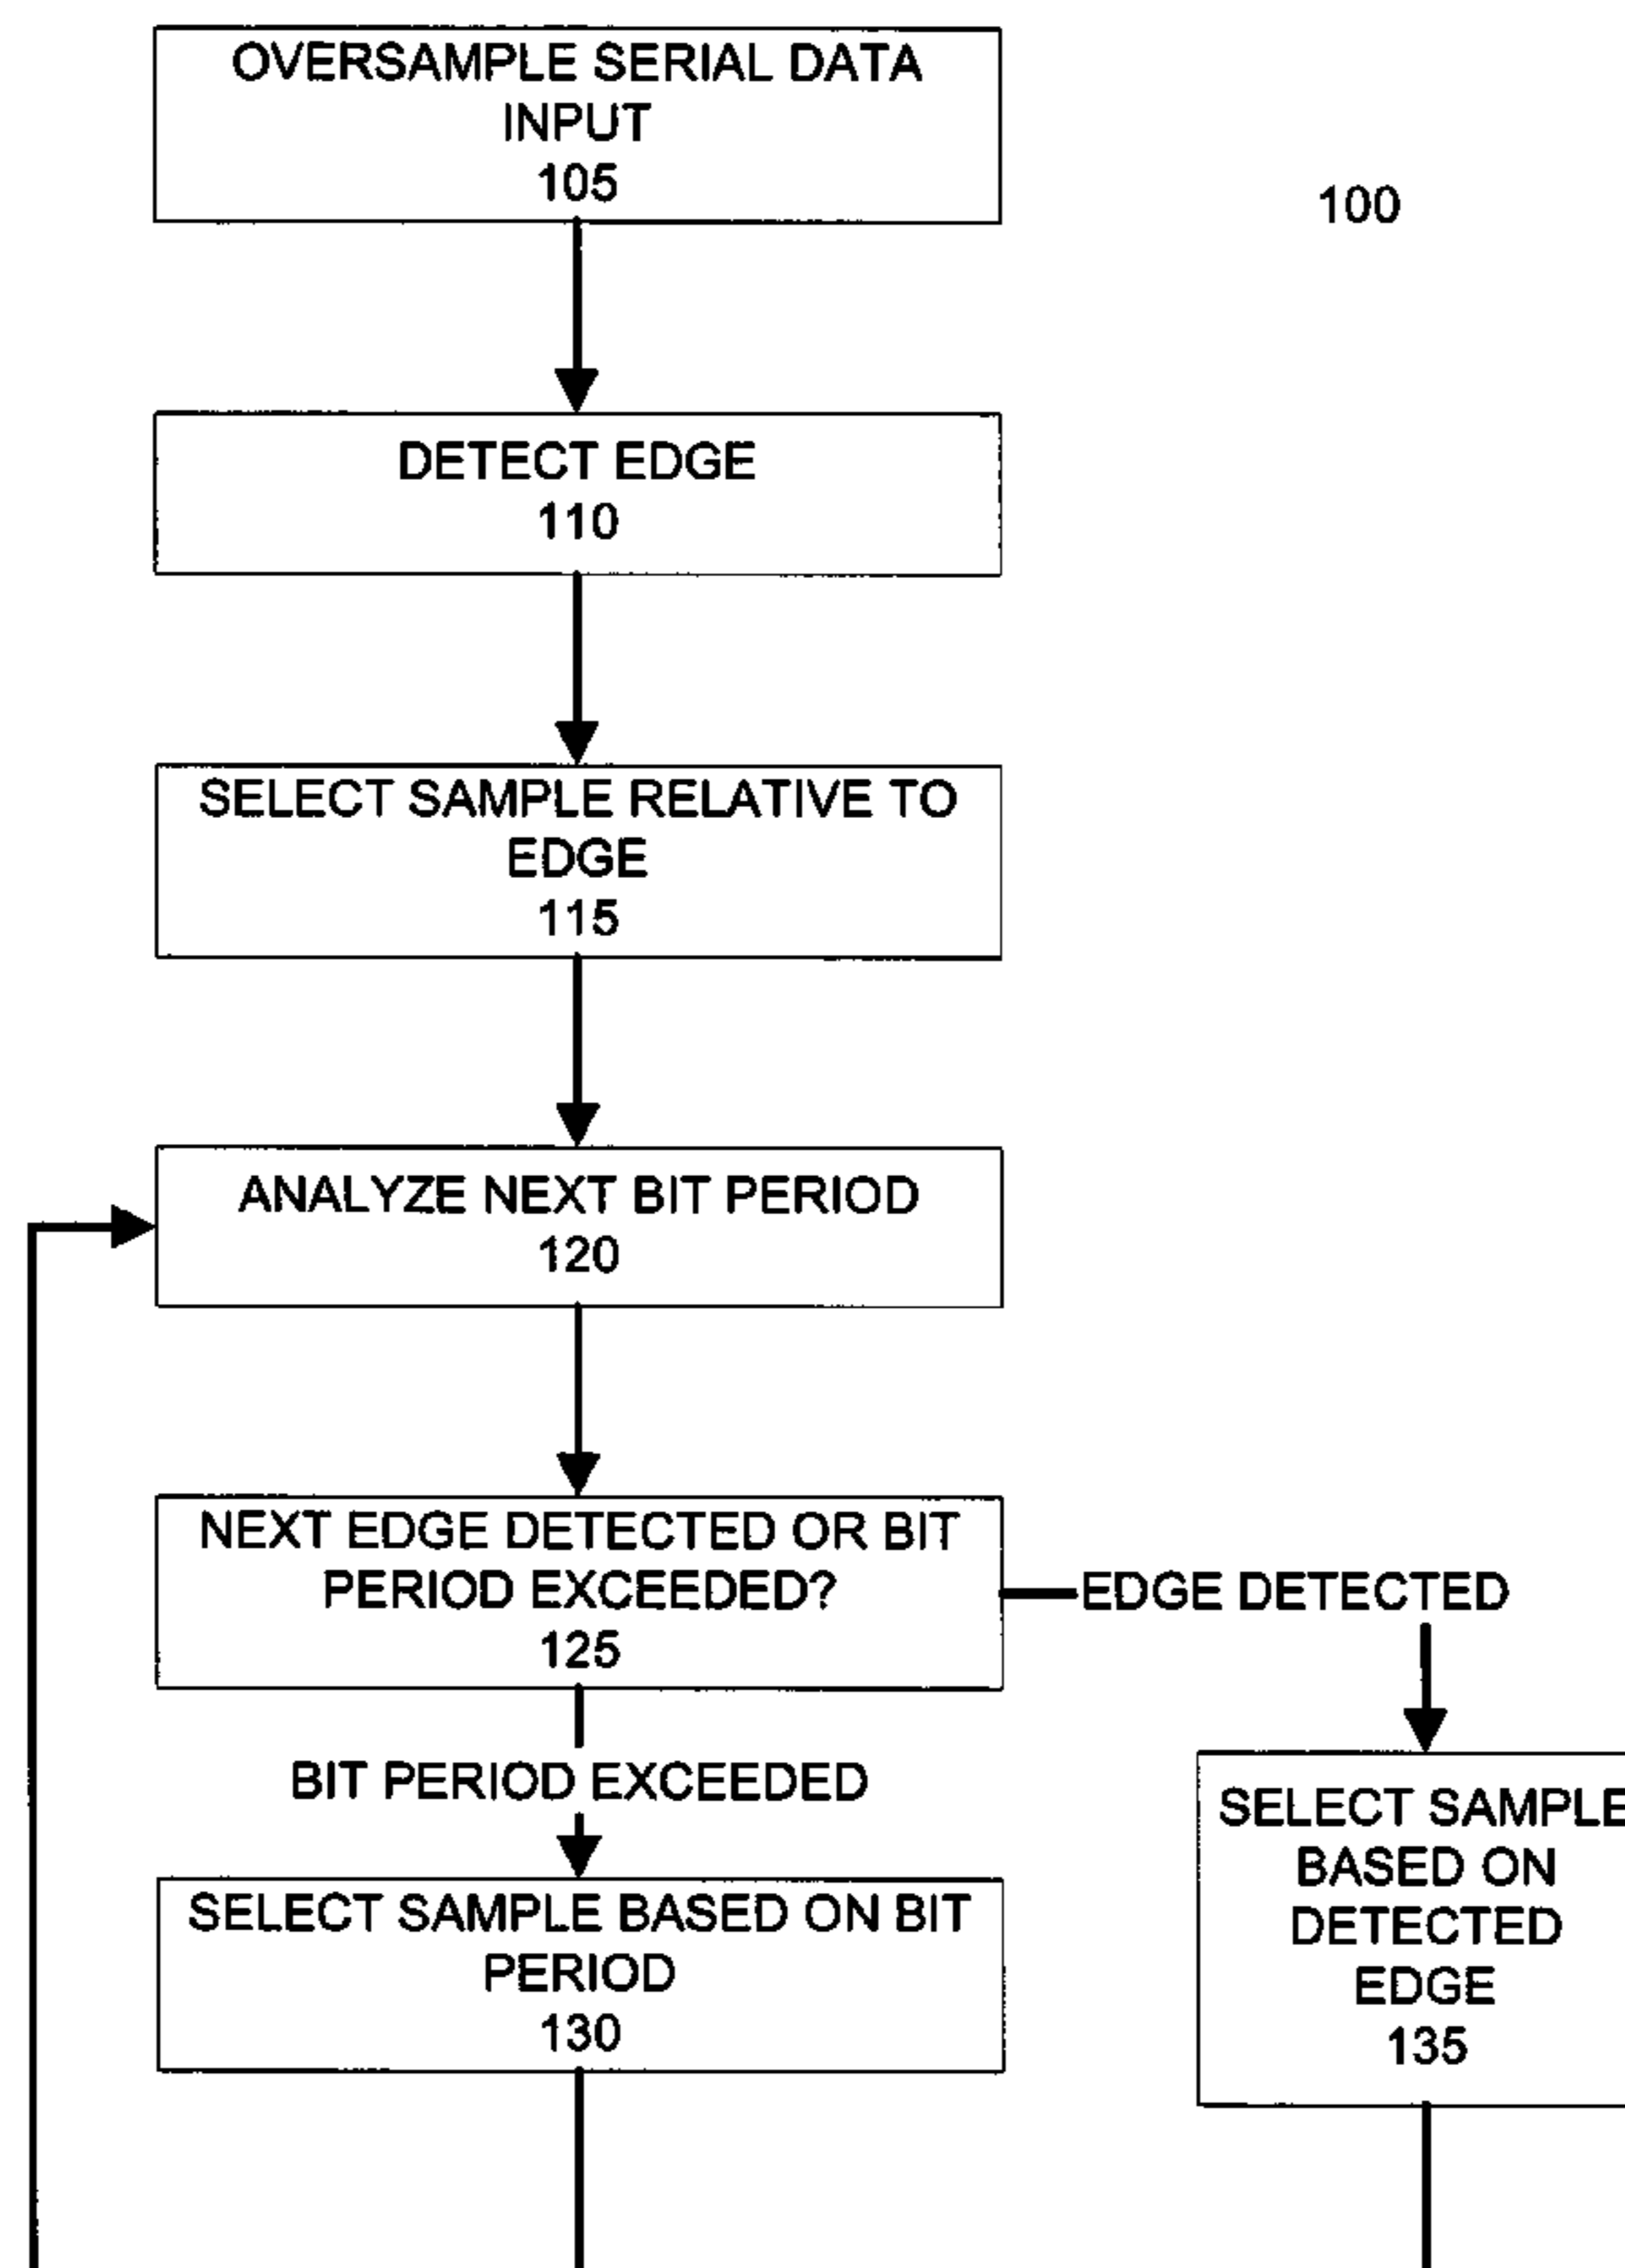 OVERSAMPLE SERIAL DATA
INPUT
105
100
DETECT EDGE
110
SELECT SAMPLE RELATIVE TO
EDGE
115
ANALYZE NEXT BIT PERIOD
120
NEXT EDGE DETECTED OR BIT
PERIOD EXCEEDED?
125
EDGE DETECTED
BIT PERIOD EXCEEDED
SELECT SAMPLE
BASED ON
DETECTED
EDGE
135
SELECT SAMPLE BASED ON BIT
PERIOD
130